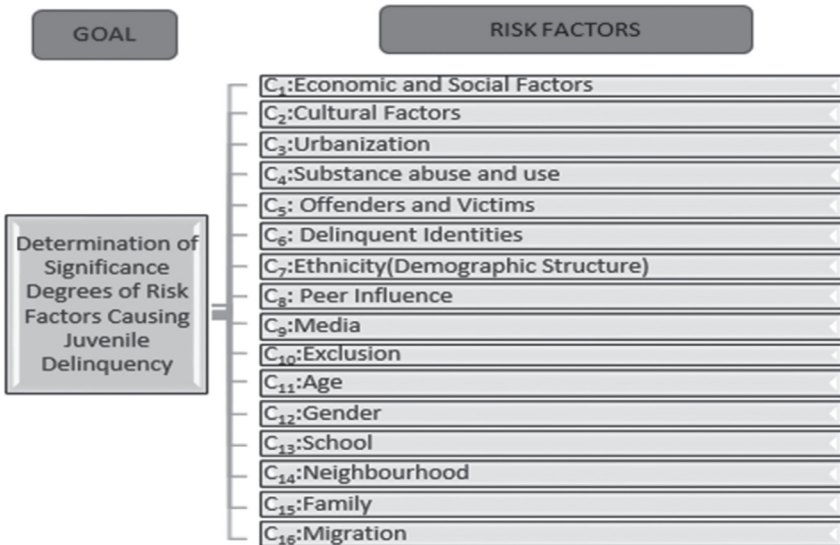 GOAL
RISK FACTORS
Determination of
Significance
Degrees of Risk
Factors Causing
Juvenile
Delinquency
C₁:Economic and Social Factors
C₂:Cultural Factors
C₃:Urbanization
C₄:Substance abuse and use
C₅: Offenders and Victims
C₆: Delinquent Identities
C₇:Ethnicity(Demographic Structure)
C₈: Peer Influence
C₉:Media
C₁₀:Exclusion
C₁₁:Age
C₁₂:Gender
C₁₃:School
C₁₄:Neighbourhood
C₁₅:Family
C₁₆:Migration